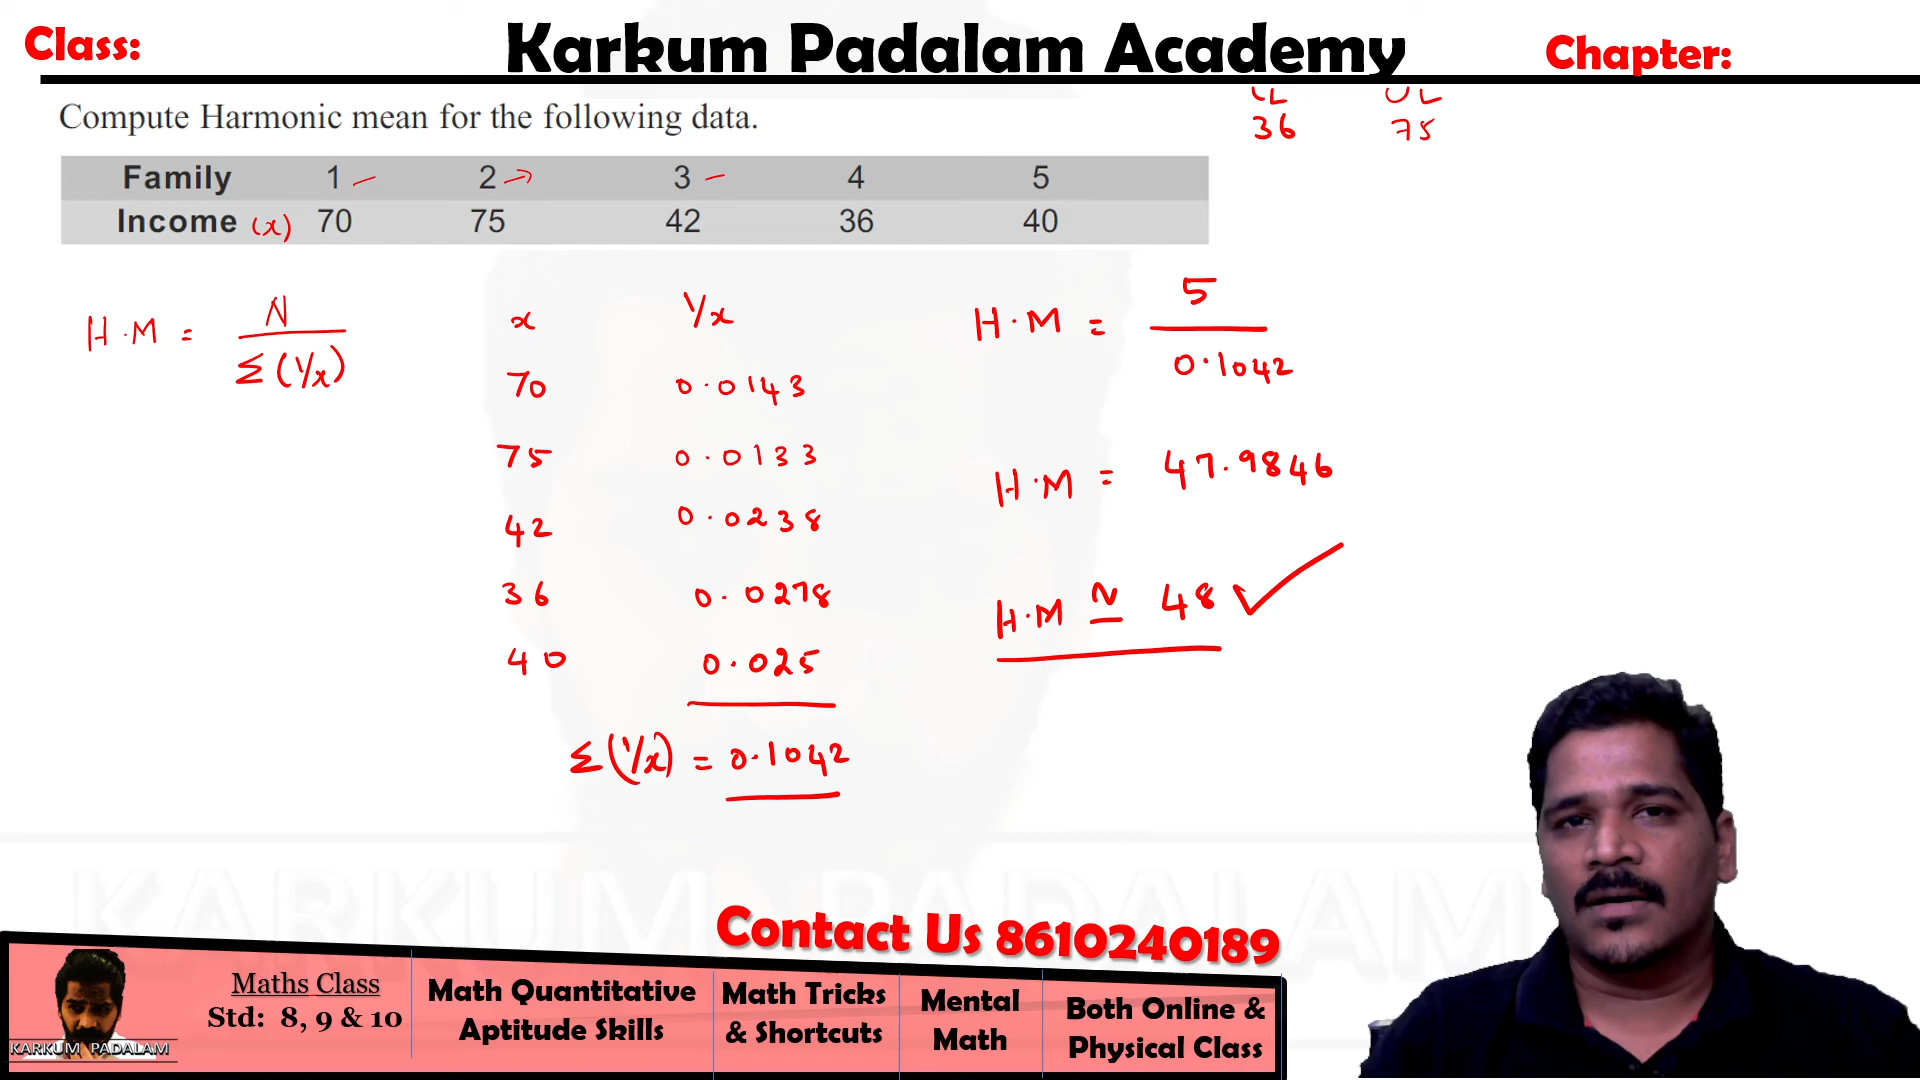 Class:
Karkum Padalam Academy
Chapter:
Compute Harmonic mean for the following data.
36 75
Family 1 2 3 4 5
Income (x) 70 75 42 36 40
H.M = N / Σ(1/x)
x 1/x
70 0.0143
75 0.0133
42 0.0238
36 0.0278
40 0.025
Σ(1/x) = 0.1042
H.M = 5 / 0.1042
H.M = 47.9846
H.M ≅ 48 ✓
KARKUM PADALAM
Contact Us 8610240189
KARKUM PADALAM
Maths Class
Std: 8, 9 & 10
Math Quantitative
Aptitude Skills
Math Tricks
& Shortcuts
Mental
Math
Both Online &
Physical Class